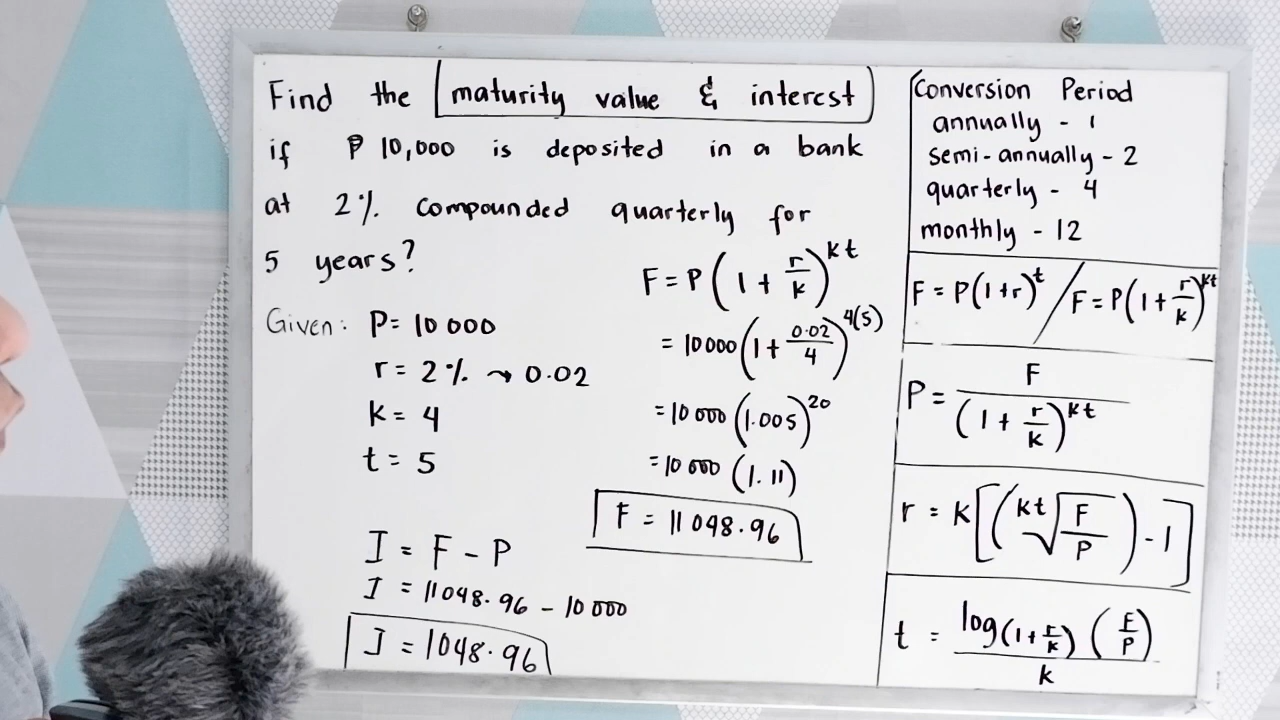 Find the maturity value & interest
if ₱ 10,000 is deposited in a bank
at 2% compounded quarterly for
5 years?
Given: P = 10 000
r = 2% → 0.02
k = 4
t = 5
I = F - P
I = 11048.96 - 10 000
I = 1048.96
F = P(1 + r/k)^kt
= 10 000(1 + 0.02/4)^4(5)
= 10 000(1.005)^20
= 10 000(1.11)
F = 11 048.96
Conversion Period
annually - 1
semi-annually - 2
quarterly - 4
monthly - 12
F = P(1+r)^t / F = P(1 + r/k)^kt
P = F/(1 + r/k)^kt
r = k[(kt√F/P) - 1]
t = log(1+r/k) (F/P)
k